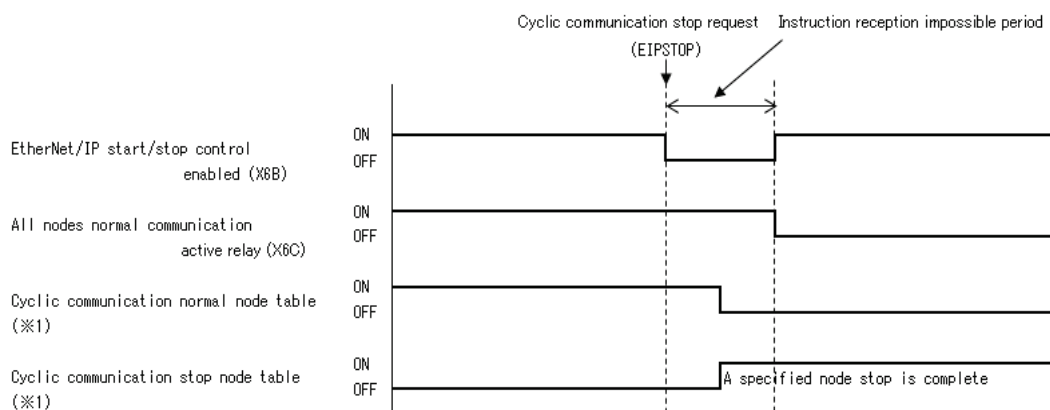 Cyclic communication stop request
(EIPSTOP)
Instruction reception impossible period
EtherNet/IP start/stop control
enabled (X6B)
ON
OFF
All nodes normal communication
active relay (X6C)
ON
OFF
Cyclic communication normal node table
(※1)
ON
OFF
Cyclic communication stop node table
(※1)
ON
OFF
A specified node stop is complete